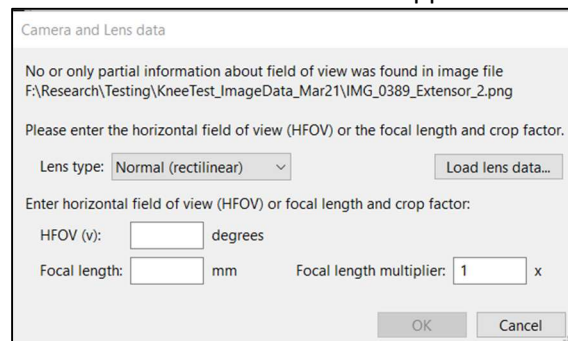 Camera and Lens data
No or only partial information about field of view was found in image file
F:\Research\Testing\KneeTest_ImageData_Mar21\IMG_0389_Extensor_2.png
Please enter the horizontal field of view (HFOV) or the focal length and crop factor.
Lens type: Normal (rectilinear) Load lens data...
Enter horizontal field of view (HFOV) or focal length and crop factor:
HFOV (v): degrees
Focal length: mm Focal length multiplier: 1 x
OK Cancel